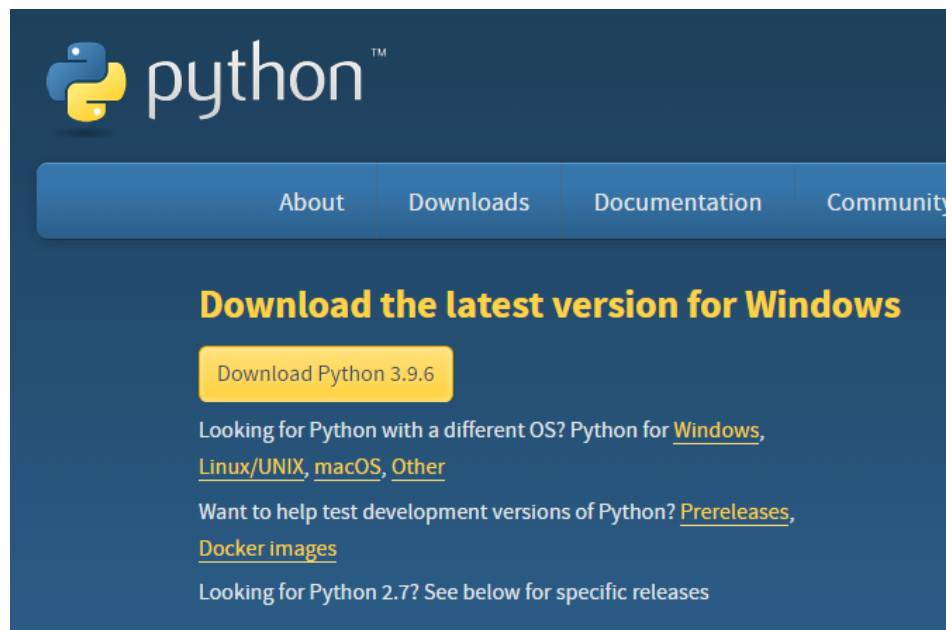 python™
About Downloads Documentation Community
Download the latest version for Windows
Download Python 3.9.6
Looking for Python with a different OS? Python for Windows,
Linux/UNIX, macOS, Other
Want to help test development versions of Python? Prereleases,
Docker images
Looking for Python 2.7? See below for specific releases